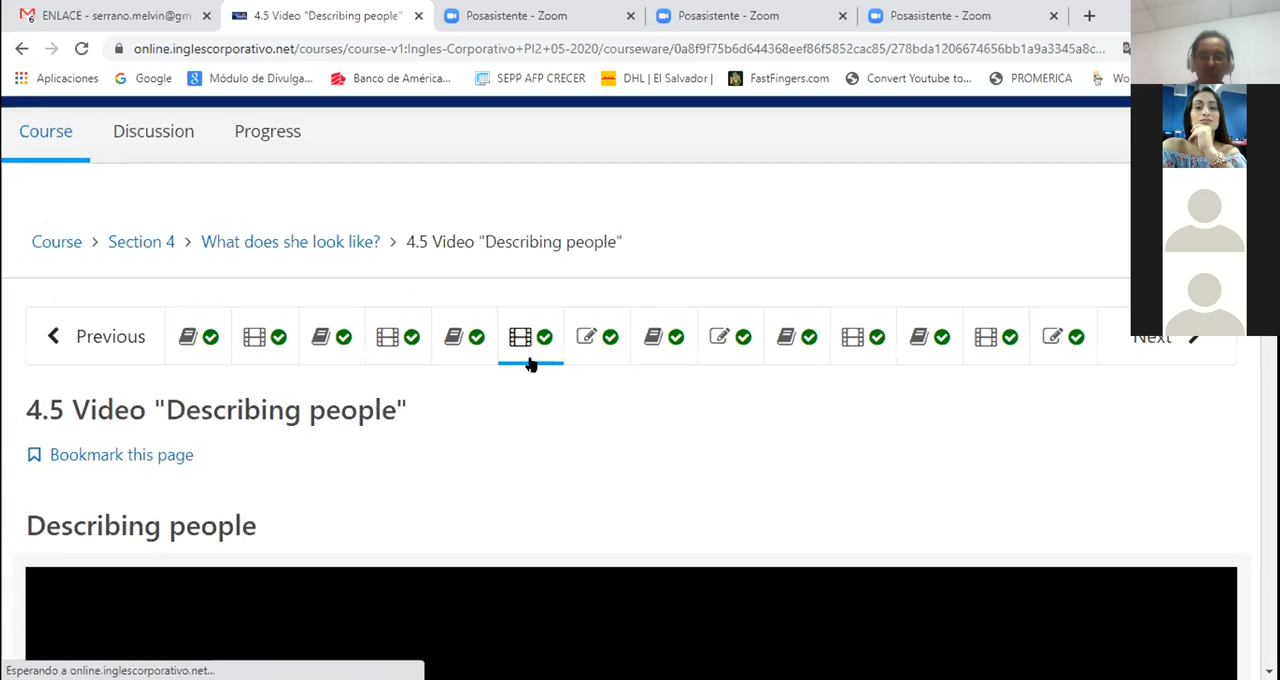 ENLACE - serrano.melvin@gm
4.5 Video "Describing people"
Posasistente - Zoom
Posasistente - Zoom
Posasistente - Zoom
online.inglescorporativo.net/courses/course-v1:Ingles-Corporativo+PI2+05-2020/courseware/0a8f9f75b6d644368eef86f5852cac85/278bda1206674656bb1a9a3345a8c...
Aplicaciones
Google
Módulo de Divulga...
Banco de América...
SEPP AFP CRECER
DHL | El Salvador |
FastFingers.com
Convert Youtube to...
PROMERICA
Wo
Course
Discussion
Progress
Course > Section 4 > What does she look like? > 4.5 Video "Describing people"
Previous
Next
4.5 Video "Describing people"
Bookmark this page
Describing people
Esperando a online.inglescorporativo.net...